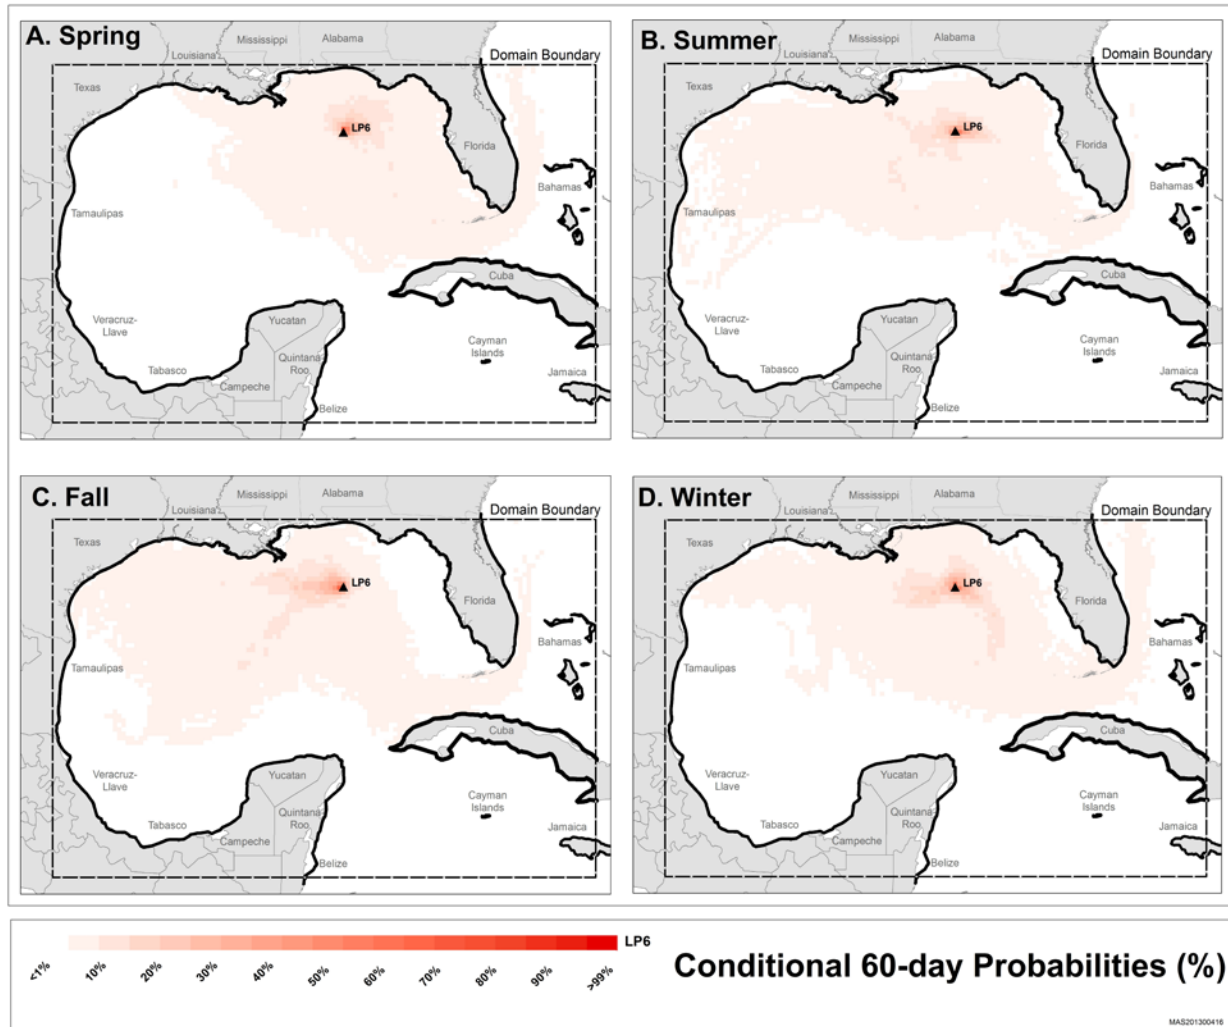 A. Spring
Mississippi
Alabama
Louisiana
Domain Boundary
Texas
LP6
Florida
Bahamas
Tamaulipas
Cuba
Veracruz-
Llave
Yucatan
Cayman
Islands
Quintana-
Roo
Tabasco
Campeche
Jamaica
Belize
B. Summer
Mississippi
Alabama
Louisiana
Domain Boundary
Texas
LP6
Florida
Bahamas
Tamaulipas
Cuba
Veracruz-
Llave
Yucatan
Cayman
Islands
Quintana-
Roo
Tabasco
Campeche
Jamaica
Belize
C. Fall
Mississippi
Alabama
Louisiana
Domain Boundary
Texas
LP6
Florida
Bahamas
Tamaulipas
Cuba
Veracruz-
Llave
Yucatan
Cayman
Islands
Quintana-
Roo
Tabasco
Campeche
Jamaica
Belize
D. Winter
Mississippi
Alabama
Louisiana
Domain Boundary
Texas
LP6
Florida
Bahamas
Tamaulipas
Cuba
Veracruz-
Llave
Yucatan
Cayman
Islands
Quintana-
Roo
Tabasco
Campeche
Jamaica
Belize
LP6
<1% 10% 20% 30% 40% 50% 60% 70% 80% 90% >99%
Conditional 60-day Probabilities (%)
MAS201300416